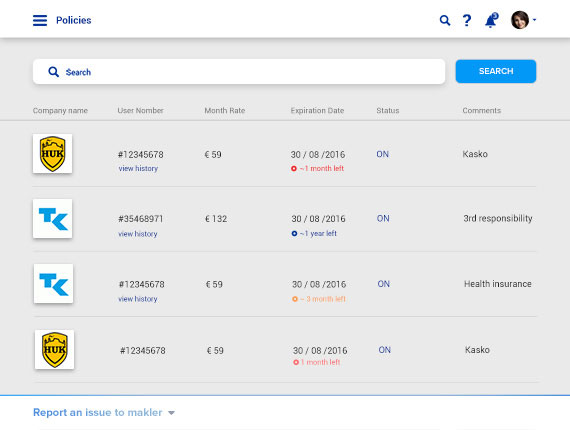 Policies
3
Search
SEARCH
Company name User Number Month Rate Expiration Date Status Comments
HUK #12345678 € 59 30 / 08 /2016 ON Kasko
view history ~1 month left
TK #35468971 € 132 30 / 08 /2016 ON 3rd responsibility
view history ~1 year left
TK #12345678 € 59 30 / 08 /2016 ON Health insurance
view history ~ 3 month left
HUK #12345678 € 59 30 / 08 /2016 ON Kasko
1 month left
Report an issue to makler